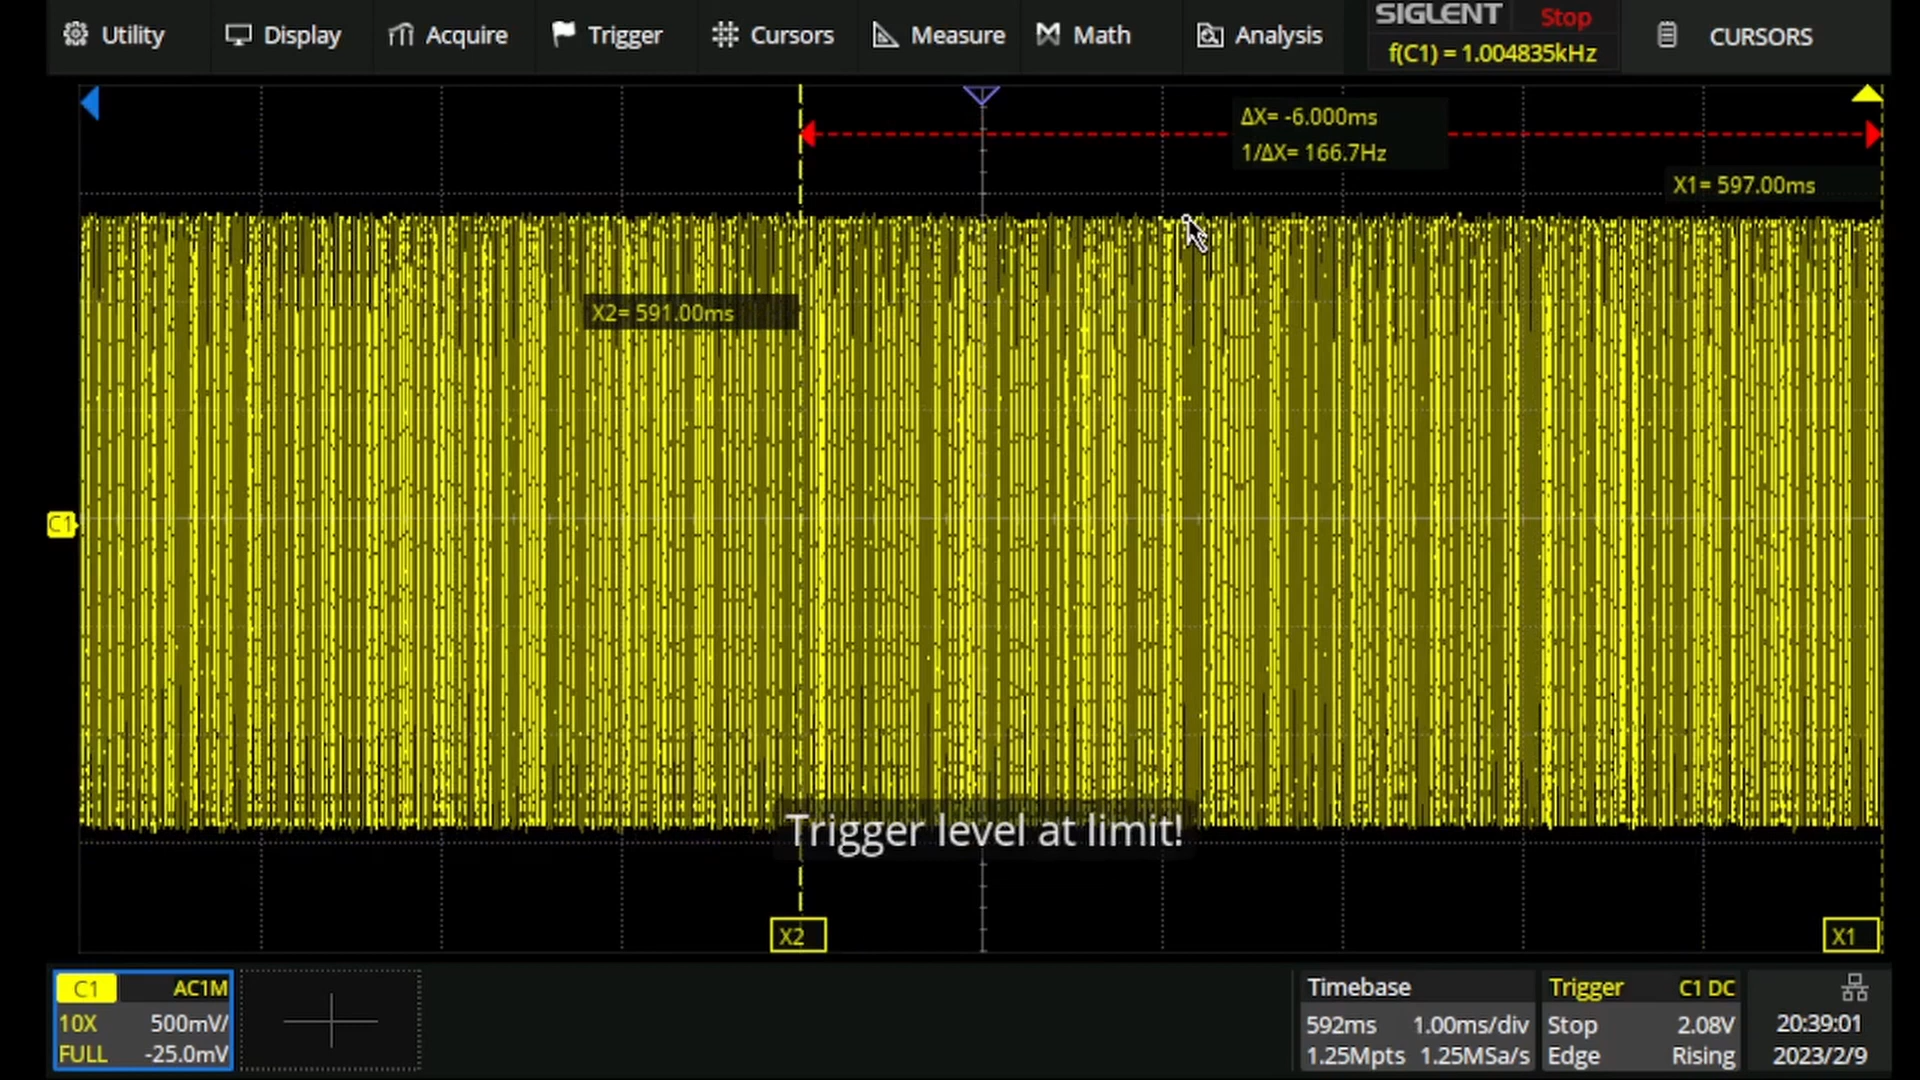 Utility
Display
Acquire
Trigger
Cursors
Measure
Math
Analysis
SIGLENT
Stop
f(C1) = 1.004835kHz
CURSORS
ΔX= -6.000ms
1/ΔX= 166.7Hz
X1= 597.00ms
X2= 591.00ms
C1
Trigger level at limit!
X2
X1
C1
AC1M
10X
500mV/
FULL
-25.0mV
Timebase
592ms
1.00ms/div
1.25Mpts
1.25MSa/s
Trigger
C1 DC
Stop
2.08V
Edge
Rising
20:39:01
2023/2/9